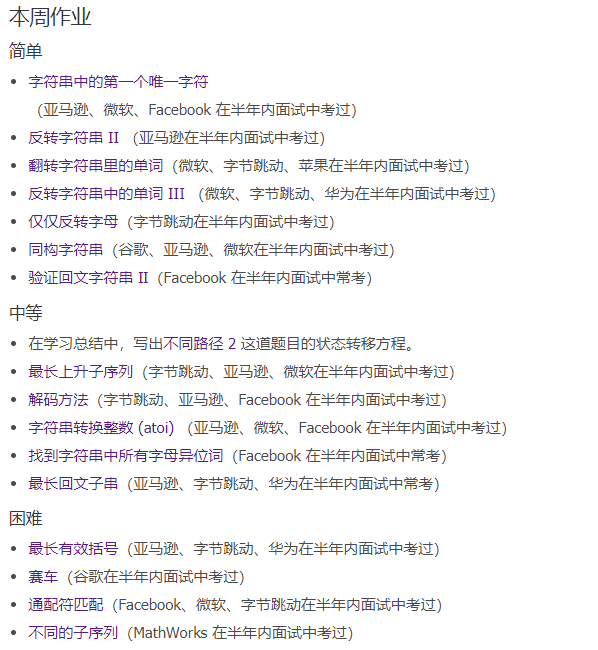 本周作业
简单
字符串中的第一个唯一字符
（亚马逊、微软、Facebook 在半年内面试中考过）
反转字符串 II （亚马逊在半年内面试中考过）
翻转字符串里的单词（微软、字节跳动、苹果在半年内面试中考过）
反转字符串中的单词 III （微软、字节跳动、华为在半年内面试中考过）
仅仅反转字母（字节跳动在半年内面试中考过）
同构字符串（谷歌、亚马逊、微软在半年内面试中考过）
验证回文字符串 II（Facebook 在半年内面试中常考）
中等
在学习总结中，写出不同路径 2 这道题目的状态转移方程。
最长上升子序列（字节跳动、亚马逊、微软在半年内面试中考过）
解码方法（字节跳动、亚马逊、Facebook 在半年内面试中考过）
字符串转换整数 (atoi) （亚马逊、微软、Facebook 在半年内面试中考过）
找到字符串中所有字母异位词（Facebook 在半年内面试中常考）
最长回文子串（亚马逊、字节跳动、华为在半年内面试中常考）
困难
最长有效括号（亚马逊、字节跳动、华为在半年内面试中考过）
赛车（谷歌在半年内面试中考过）
通配符匹配（Facebook、微软、字节跳动在半年内面试中考过）
不同的子序列（MathWorks 在半年内面试中考过）